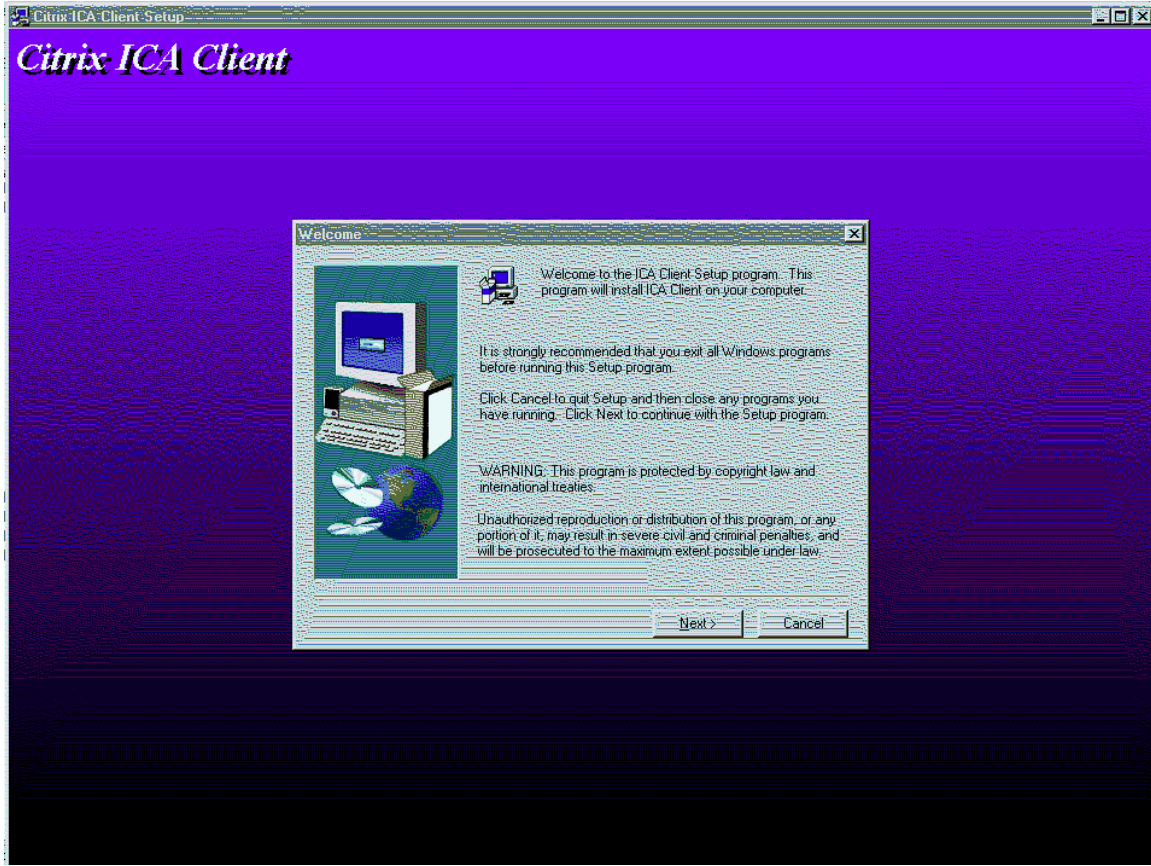 Citrix ICA Client Setup
Citrix ICA Client
Welcome
Welcome to the ICA Client Setup program. This
program will install ICA Client on your computer.
It is strongly recommended that you exit all Windows programs
before running this Setup program.
Click Cancel to quit Setup and then close any programs you
have running. Click Next to continue with the Setup program.
WARNING: This program is protected by copyright law and
international treaties.
Unauthorized reproduction or distribution of this program, or any
portion of it, may result in severe civil and criminal penalties, and
will be prosecuted to the maximum extent possible under law.
Next > Cancel